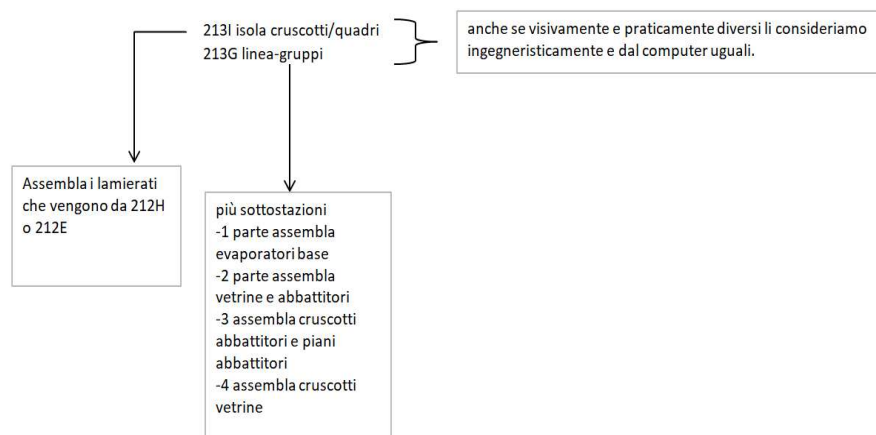 213I isola cruscotti/quadri
213G linea-gruppi
anche se visivamente e praticamente diversi li consideriamo
ingegneristicamente e dal computer uguali.
Assembla i lamierati
che vengono da 212H
o 212E
più sottostazioni
-1 parte assembla
evaporatori base
-2 parte assembla
vetrine e abbattitori
-3 assembla cruscotti
abbattitori e piani
abbattitori
-4 assembla cruscotti
vetrine